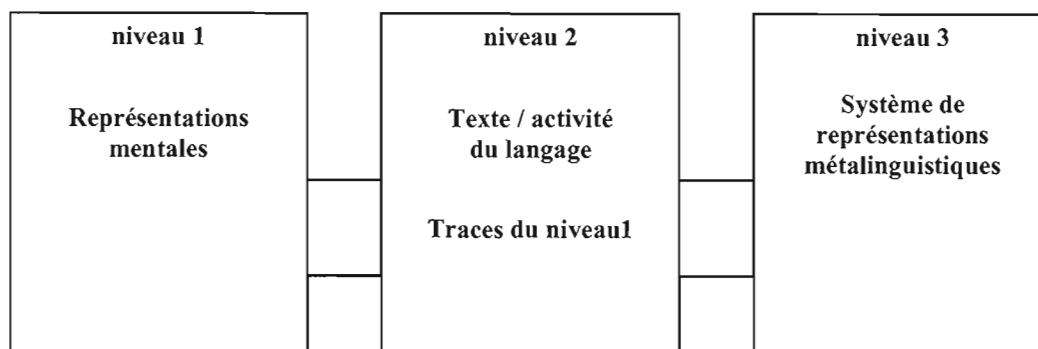 niveau 1
Représentations
mentales
niveau 2
Texte / activité
du langage
Traces du niveau1
niveau 3
Système de
représentations
métalinguistiques